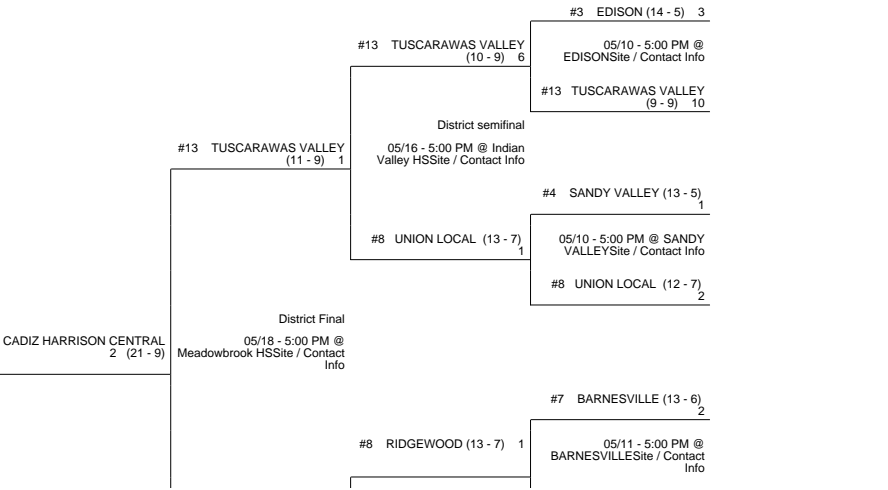 #3 EDISON (14 - 5) 3
#13 TUSCARAWAS VALLEY
(10 - 9) 6
05/10 - 5:00 PM @
EDISONSite / Contact Info
#13 TUSCARAWAS VALLEY
(9 - 9) 10
District semifinal
#13 TUSCARAWAS VALLEY
(11 - 9) 1
05/16 - 5:00 PM @ Indian
Valley HSSite / Contact Info
#4 SANDY VALLEY (13 - 5)
1
#8 UNION LOCAL (13 - 7)
1
05/10 - 5:00 PM @ SANDY
VALLEYSite / Contact Info
#8 UNION LOCAL (12 - 7)
2
District Final
CADIZ HARRISON CENTRAL
2 (21 - 9)
05/18 - 5:00 PM @
Meadowbrook HSSite / Contact
Info
#7 BARNESVILLE (13 - 6)
2
#8 RIDGEWOOD (13 - 7) 1
05/11 - 5:00 PM @
BARNESVILLESite / Contact
Info